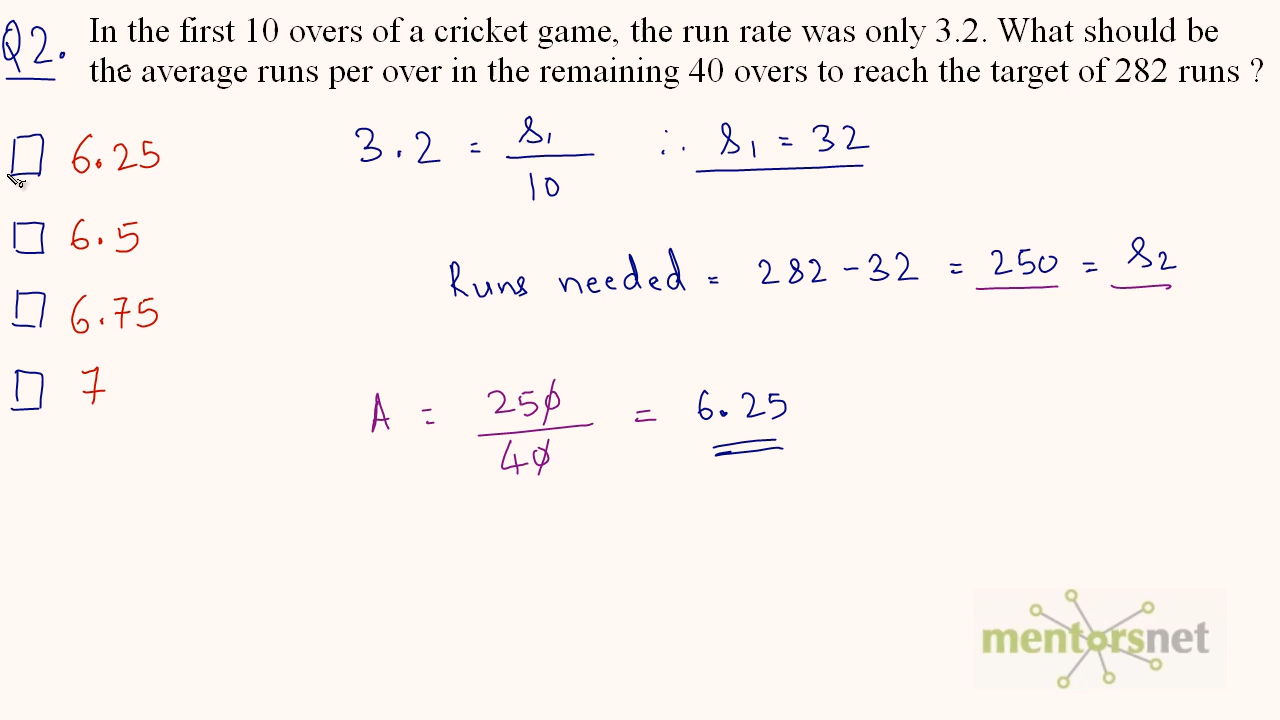 Q2. In the first 10 overs of a cricket game, the run rate was only 3.2. What should be
the average runs per over in the remaining 40 overs to reach the target of 282 runs ?
6.25
6.5
6.75
7
3.2 = s₁/10 ∴ s₁ = 32
Runs needed = 282 - 32 = 250 = s₂
A = 250/40 = 6.25
mentorsnet